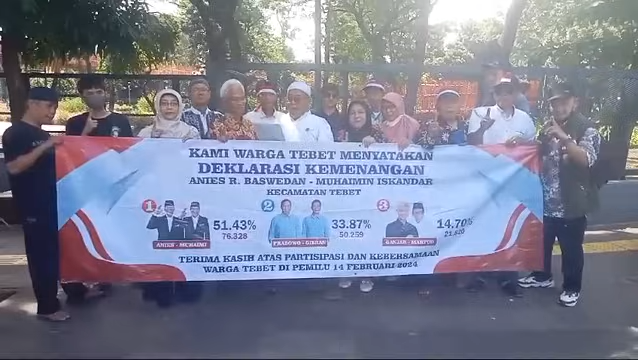 KAMI WARGA TEBET MENYATAKAN
DEKLARASI KEMENANGAN
ANIES R. BASWEDAN - MUHAIMIN ISKANDAR
KECAMATAN TEBET
1 51.43%
76.328
ANIES - MUHAIMIN
2 33.87%
50.259
PRABOWO - GIBRAN
3 14.70%
GANJAR - MAHFUD
TERIMA KASIH ATAS PARTISIPASI DAN KEBERSAMAAN
WARGA TEBET DI PEMILU 14 FEBRUARI 2024